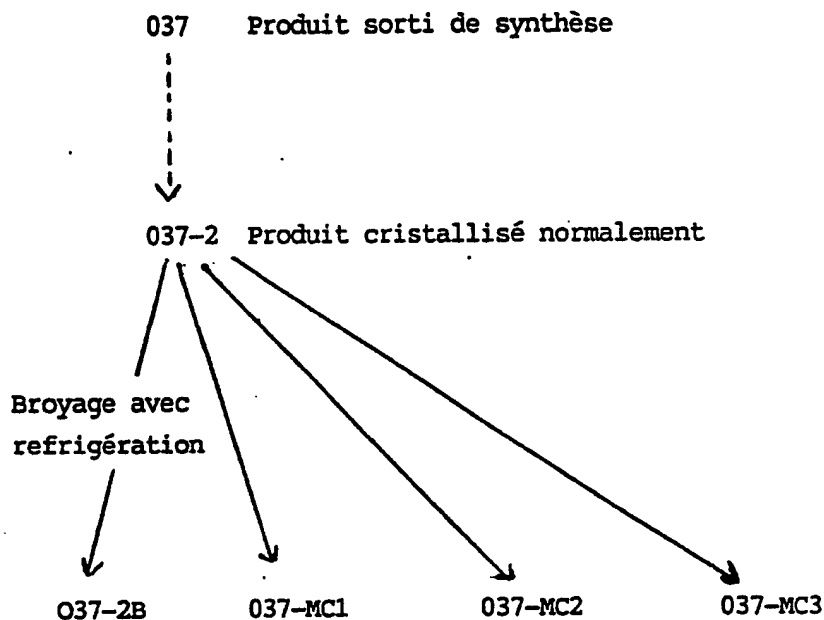 037 Produit sorti de synthèse
037-2 Produit cristallisé normalement
Broyage avec
refrigération
O37-2B 037-MC1 037-MC2 037-MC3